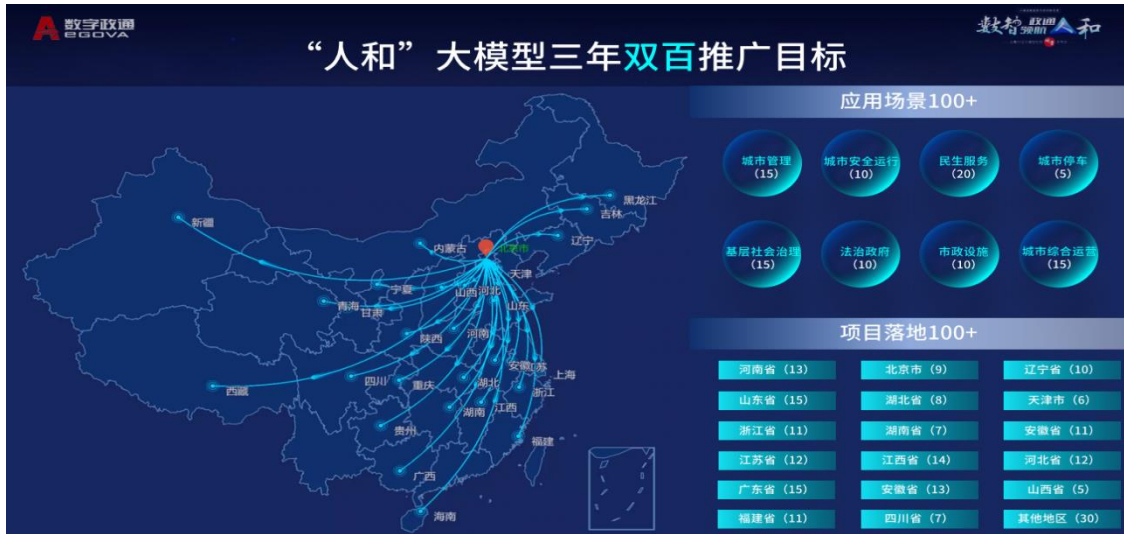 数字政通
EGOVA
数智 政通领航 人和
“人和”大模型三年双百推广目标
新疆
西藏
青海
甘肃
宁夏
内蒙古
北京市
黑龙江
吉林
辽宁
天津
河北
山西
山东
陕西
河南
四川
重庆
湖北
安徽
江苏
上海
浙江
湖南
江西
贵州
福建
广西
海南
应用场景100+
城市管理
(15)
城市安全运行
(10)
民生服务
(20)
城市停车
(5)
基层社会治理
(15)
法治政府
(10)
市政设施
(10)
城市综合运营
(15)
项目落地100+
河南省（13）
北京市（9）
辽宁省（10）
山东省（15）
湖北省（8）
天津市（6）
浙江省（11）
湖南省（7）
安徽省（11）
江苏省（12）
江西省（14）
河北省（12）
广东省（15）
安徽省（13）
山西省（5）
福建省（11）
四川省（7）
其他地区（30）